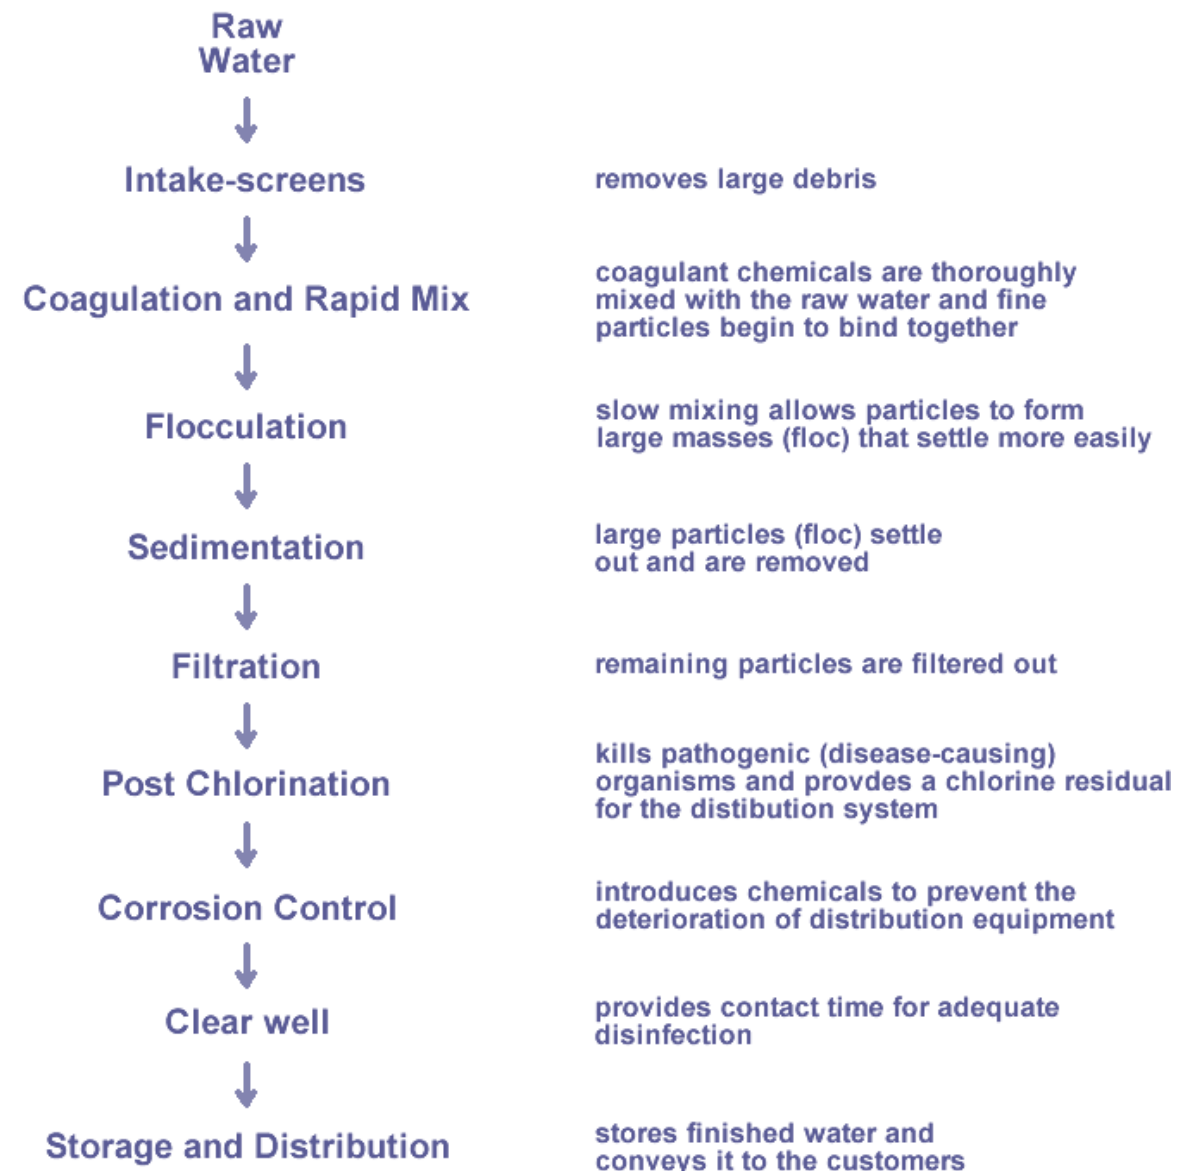 Raw
Water
Intake-screens
removes large debris
Coagulation and Rapid Mix
coagulant chemicals are thoroughly
mixed with the raw water and fine
particles begin to bind together
Flocculation
slow mixing allows particles to form
large masses (floc) that settle more easily
Sedimentation
large particles (floc) settle
out and are removed
Filtration
remaining particles are filtered out
Post Chlorination
kills pathogenic (disease-causing)
organisms and provdes a chlorine residual
for the distibution system
Corrosion Control
introduces chemicals to prevent the
deterioration of distribution equipment
Clear well
provides contact time for adequate
disinfection
Storage and Distribution
stores finished water and
conveys it to the customers